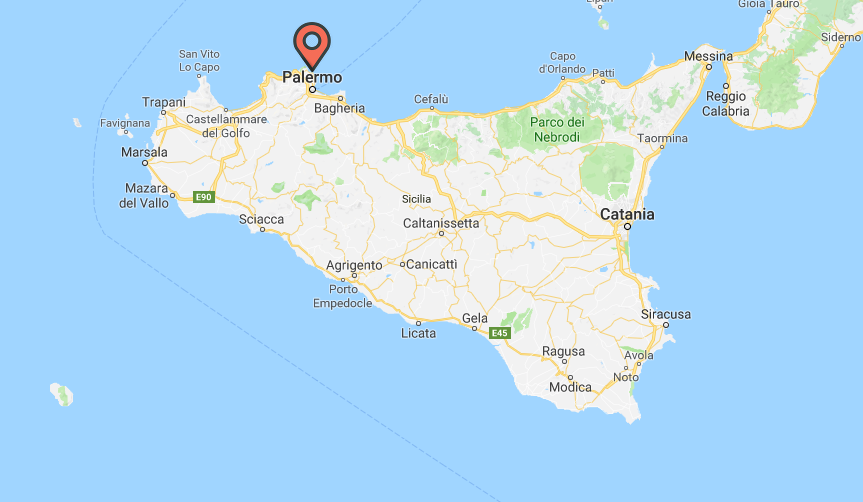 Gioia Tauro
Siderno
San Vito
Lo Capo
Palermo
Messina
Capo
d'Orlando
Patti
Reggio
Calabria
Trapani
Bagheria
Cefalù
Favignana
Castellammare
del Golfo
Parco dei
Nebrodi
Taormina
Marsala
Mazara
del Vallo
E90
Sicilia
Catania
Sciacca
Caltanissetta
Agrigento
Canicattì
Porto
Empedocle
Licata
Gela
E45
Siracusa
Ragusa
Avola
Noto
Modica